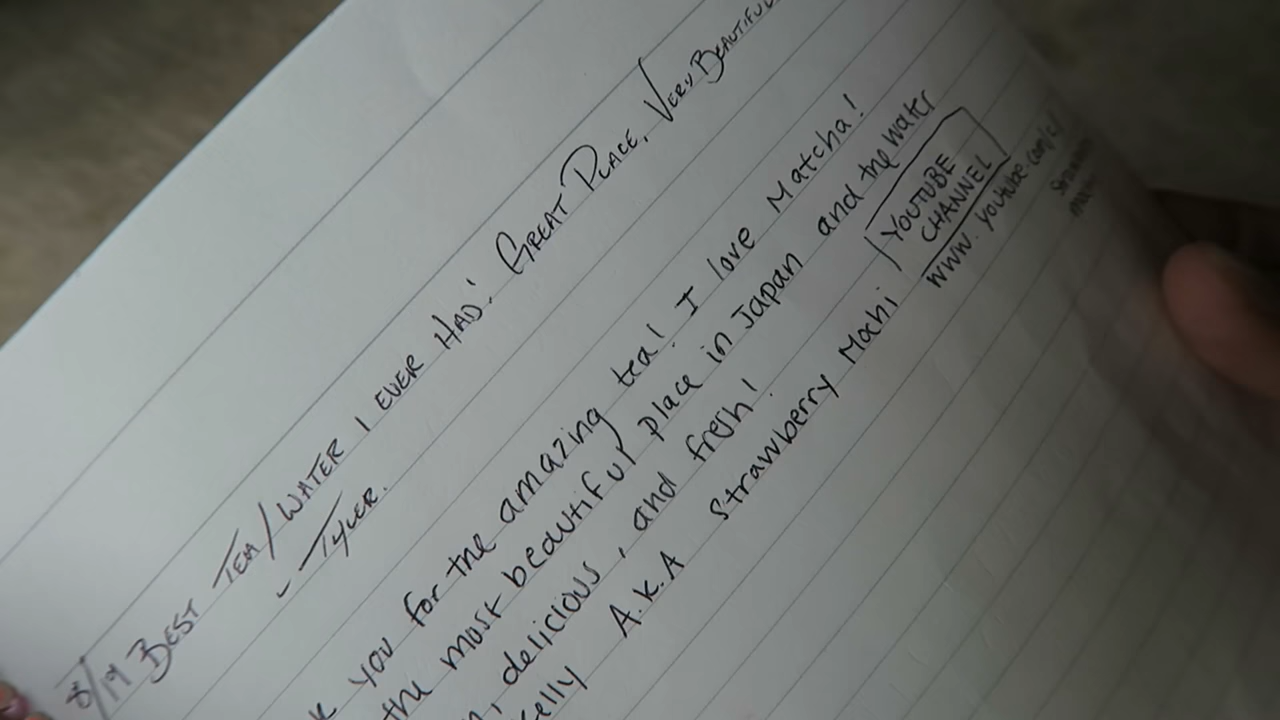 8/19 BEST TEA/WATER I EVER HAD! GREAT PLACE, VERY BEAUTIFUL
- TYLER.
you for the amazing tea! I love Matcha!
the most beautiful place in Japan and the water
delicious, and fresh!
A.K.A Strawberry Mochi
YOUTUBE
CHANNEL
www.youtube.com/c/